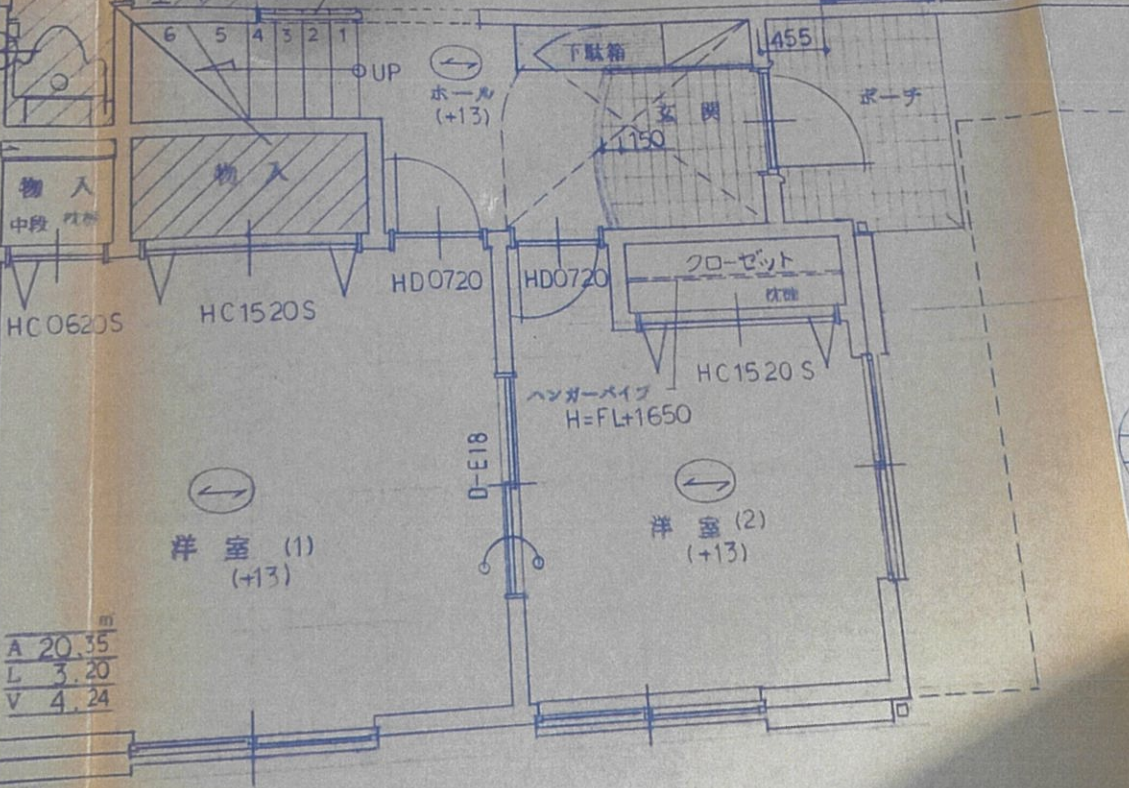 6 5 4 3 2 1
UP
ホール
(+13)
下駄箱
455
ポーチ
玄関
1150
物入
物入
中段 枕棚
HD0720
HD0720
クローゼット
枕棚
HC0620S
HC1520S
HC1520S
ハンガーパイプ
H=FL+1650
D-E18
洋室(1)
(+13)
洋室(2)
(+13)
m
A 20.35
L 3.20
V 4.24